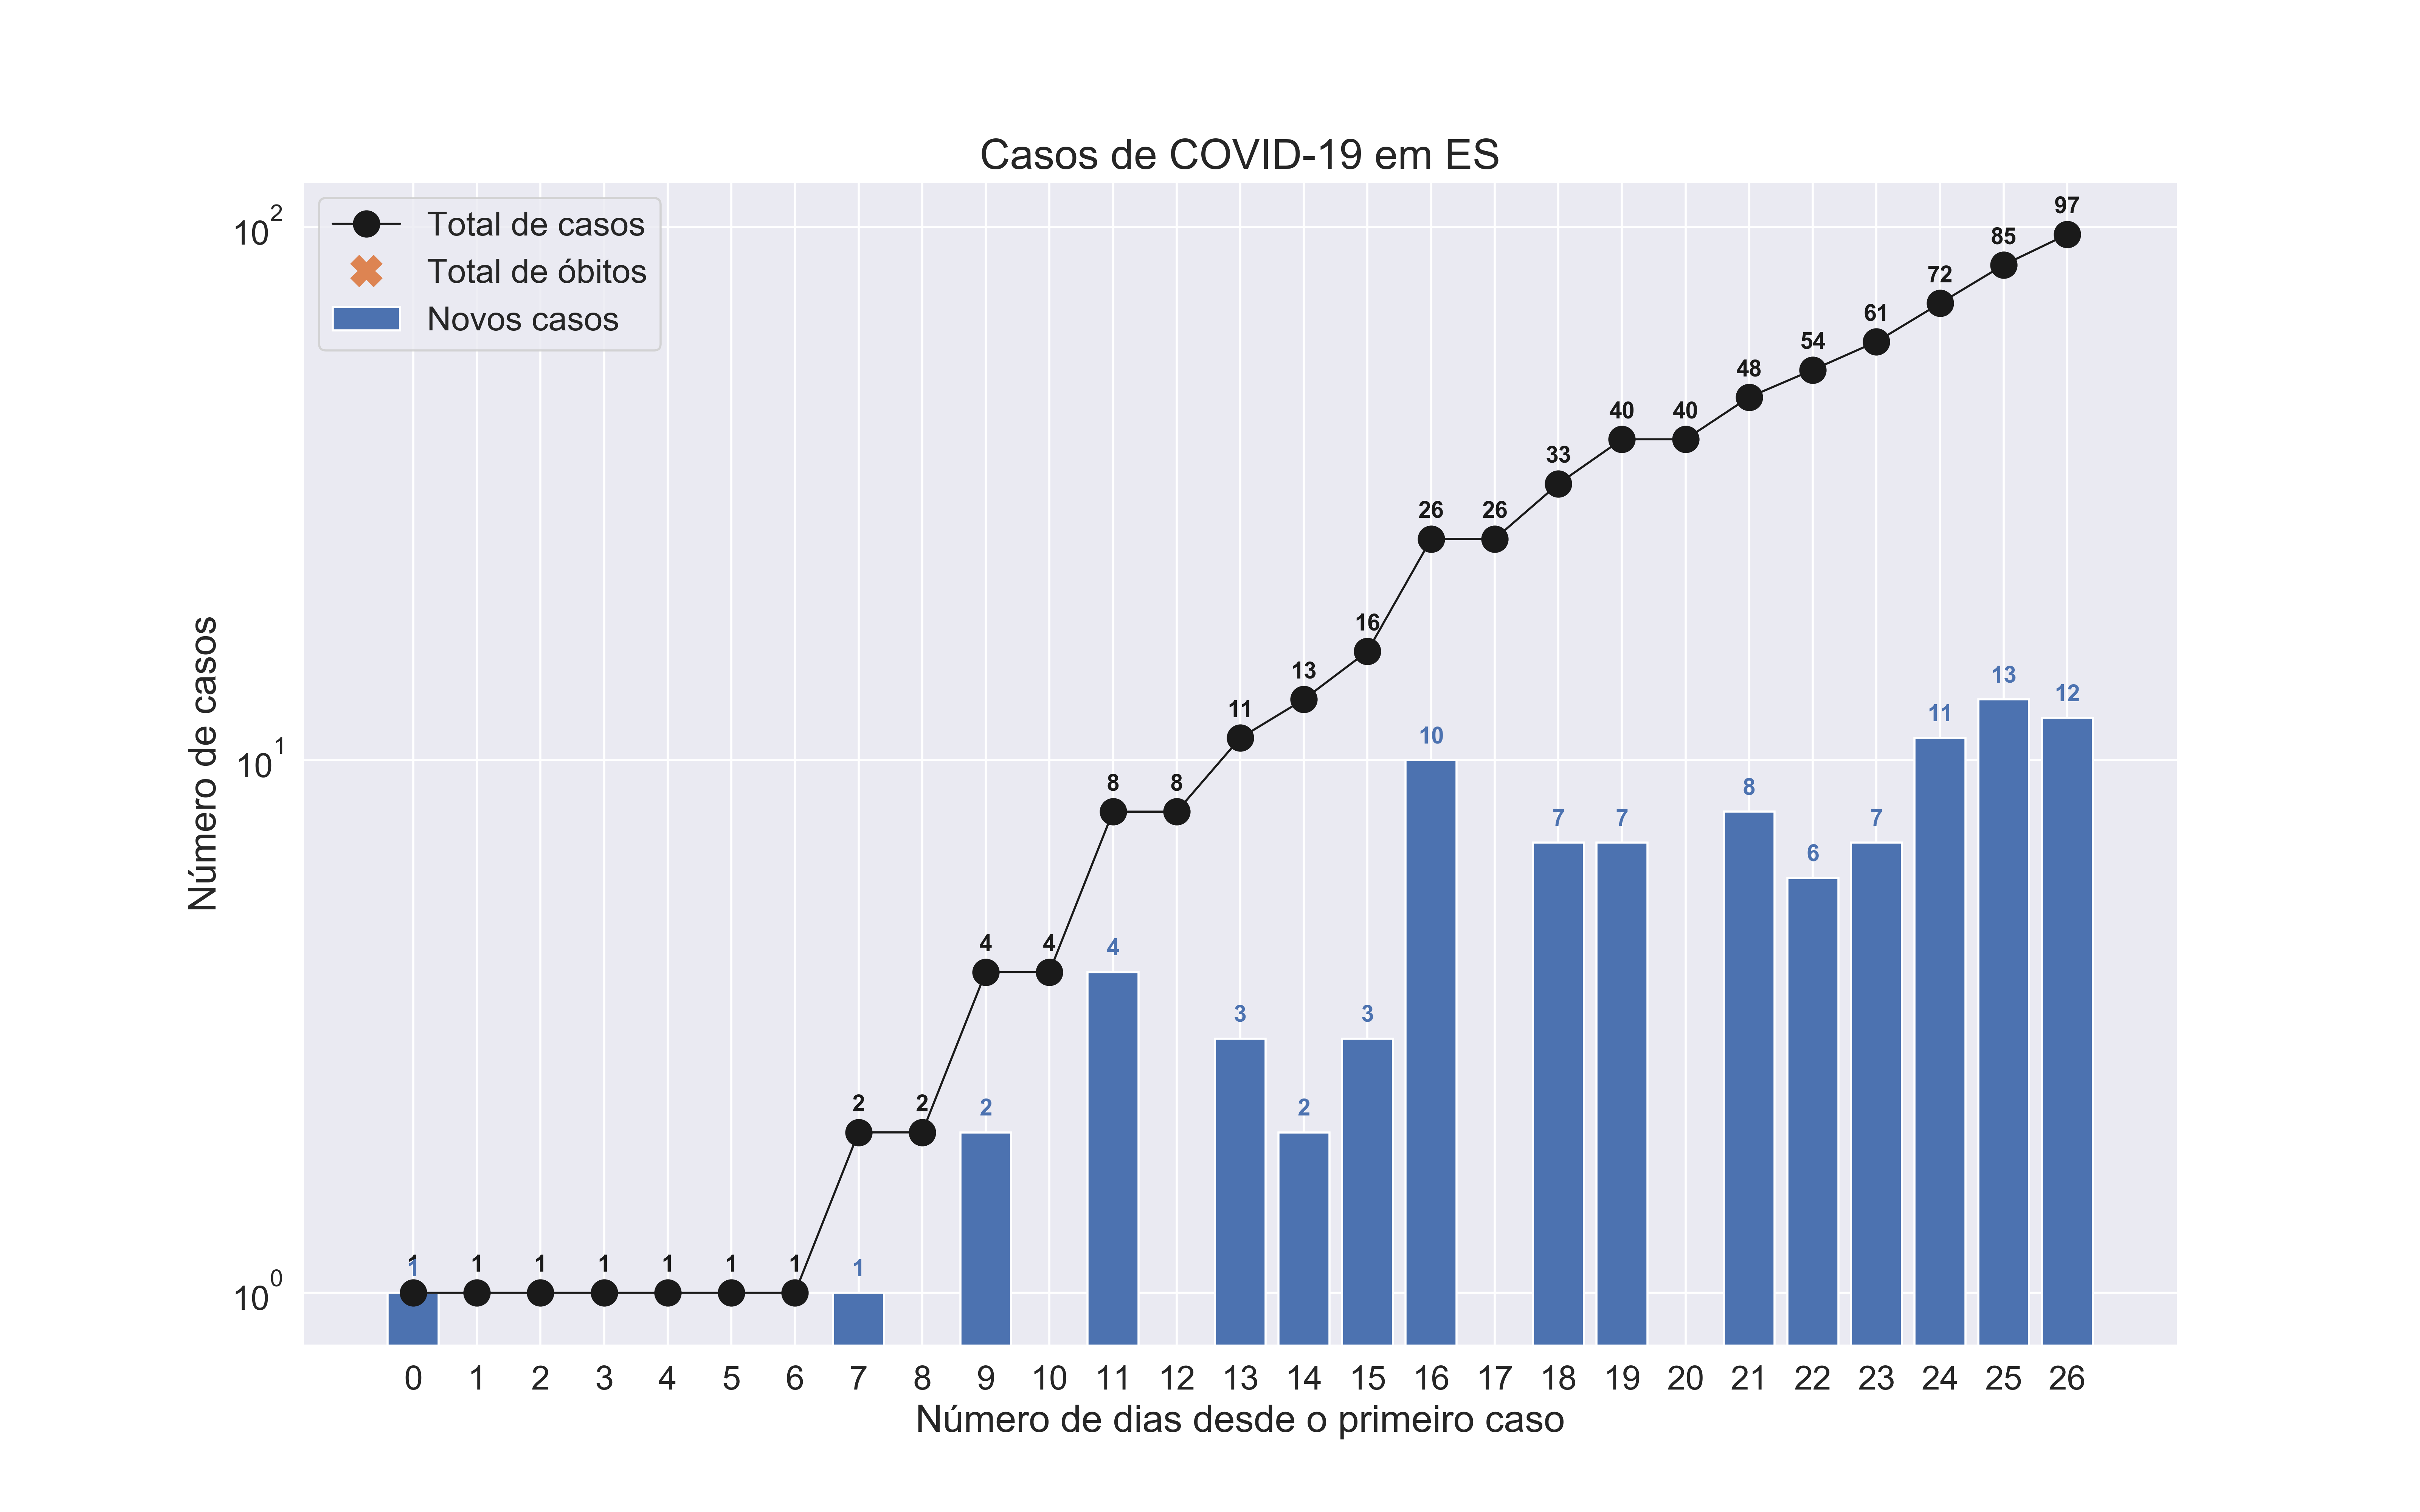 Casos de COVID-19 em ES
Total de casos
Total de óbitos
Novos casos
Número de casos
10^2
10^1
10^0
1 1 1 1 1 1 1 2 2 4 4 8 8 11 13 16 26 26 33 40 40 48 54 61 72 85 97
1 1 2 4 3 2 3 10 7 7 8 6 7 11 13 12
0 1 2 3 4 5 6 7 8 9 10 11 12 13 14 15 16 17 18 19 20 21 22 23 24 25 26
Número de dias desde o primeiro caso